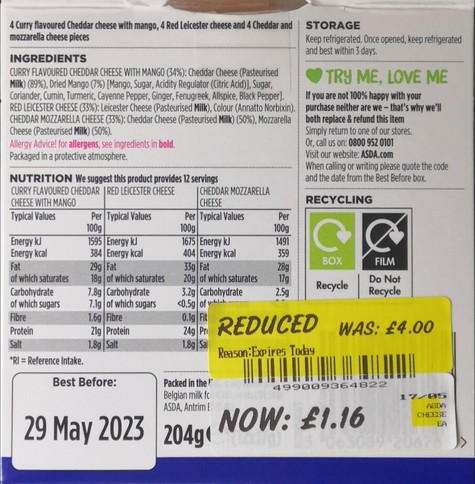 4 Curry flavoured Cheddar cheese with mango, 4 Red Leicester cheese and 4 Cheddar and
mozzarella cheese pieces
INGREDIENTS
CURRY FLAVOURED CHEDDAR CHEESE WITH MANGO (34%): Cheddar Cheese (Pasteurised
Milk) (89%), Dried Mango (7%) [Mango, Sugar, Acidity Regulator (Citric Acid)], Sugar,
Coriander, Cumin, Turmeric, Cayenne Pepper, Ginger, Fenugreek, Allspice, Black Pepper].
RED LEICESTER CHEESE (33%): Leicester Cheese (Pasteurised Milk), Colour (Annatto Norbixin).
CHEDDAR MOZZARELLA CHEESE (33%): Cheddar Cheese (Pasteurised Milk) (50%), Mozzarella
Cheese (Pasteurised Milk) (50%).
Allergy Advice! for allergens, see ingredients in bold.
Packaged in a protective atmosphere.
NUTRITION We suggest this product provides 12 servings
CURRY FLAVOURED CHEDDAR CHEESE WITH MANGO
Typical Values Per 100g
Energy kJ 1595
Energy kcal 384
Fat 29g
of which saturates 18g
Carbohydrate 7.8g
of which sugars 7.1g
Fibre 1.6g
Protein 21g
Salt 1.8g
RED LEICESTER CHEESE
Typical Values Per 100g
Energy kJ 1675
Energy kcal 404
Fat 33g
of which saturates 20g
Carbohydrate 3.2g
of which sugars <0.5g
Fibre 0.1g
Protein 24g
Salt 1.8g
CHEDDAR MOZZARELLA CHEESE
Typical Values Per 100g
Energy kJ 1491
Energy kcal 359
Fat 28g
of which saturates 17g
Carbohydrate 2.5g
of
*RI = Reference Intake.
Best Before:
29 May 2023
Packed in the
Belgian milk
ASDA, Antrim
204g
STORAGE
Keep refrigerated. Once opened, keep refrigerated
and best within 3 days.
TRY ME, LOVE ME
If you are not 100% happy with your
purchase neither are we – that's why we'll
both replace & refund this item
Simply return to one of our stores.
Or, call us on: 0800 952 0101
Visit our website: ASDA.com
When calling or writing please quote the code
and the date from the Best Before box.
RECYCLING
BOX
Recycle
FILM
Do Not
Recycle
REDUCED WAS: £4.00
Reason:Expires Today
499009364822
NOW: £1.16
17/05
ASDA
CHEESE
EA